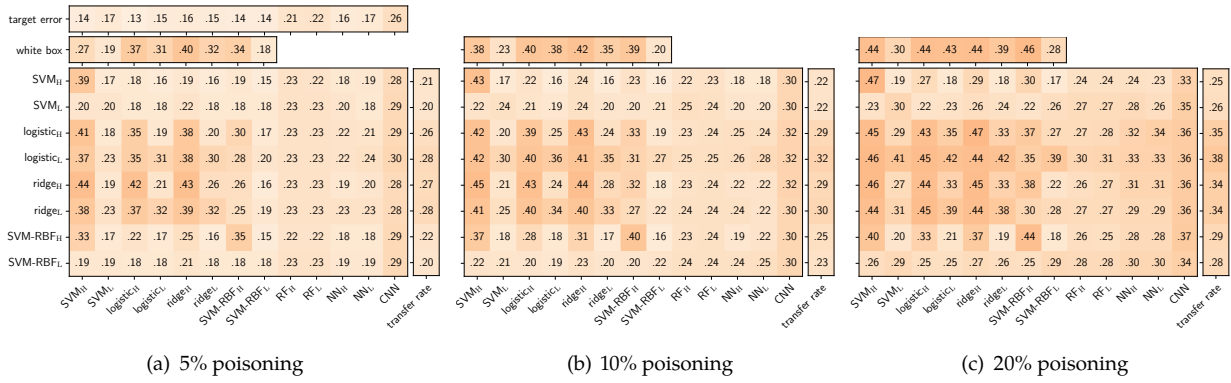 target error .14 .17 .13 .15 .16 .15 .14 .14 .21 .22 .16 .17 .26
white box .27 .19 .37 .31 .40 .32 .34 .18
SVMH .39 .17 .18 .16 .19 .16 .19 .15 .23 .22 .18 .19 .28 .21
SVML .20 .20 .18 .18 .22 .18 .18 .18 .23 .23 .20 .18 .29 .20
logisticH .41 .18 .35 .19 .38 .20 .30 .17 .23 .23 .22 .21 .29 .26
logisticL .37 .23 .35 .31 .38 .30 .28 .20 .23 .23 .22 .24 .30 .28
ridgeH .44 .19 .42 .21 .43 .26 .26 .16 .23 .23 .19 .20 .28 .27
ridgeL .38 .23 .37 .32 .39 .32 .25 .19 .23 .23 .23 .23 .28 .28
SVM-RBFH .33 .17 .22 .17 .25 .16 .35 .15 .22 .22 .18 .18 .29 .22
SVM-RBFL .19 .19 .18 .18 .21 .18 .18 .18 .23 .23 .18 .19 .29 .20
SVMH SVML logisticH logisticL ridgeH ridgeL SVM-RBFH SVM-RBFL RFH RFL NNH NNL CNN transfer rate
(a) 5% poisoning
.38 .23 .40 .38 .42 .35 .39 .20
.43 .17 .22 .16 .24 .16 .24 .16 .23 .22 .18 .18 .30 .22
.22 .24 .21 .19 .24 .20 .20 .21 .25 .24 .20 .20 .30 .22
.42 .20 .39 .25 .43 .24 .33 .19 .23 .24 .26 .27 .32 .29
.42 .30 .40 .36 .41 .35 .31 .27 .25 .25 .26 .28 .32 .32
.45 .21 .43 .24 .44 .28 .32 .18 .23 .24 .22 .22 .32 .29
.41 .25 .40 .34 .40 .33 .27 .22 .24 .24 .24 .22 .30 .30
.37 .18 .28 .18 .31 .17 .40 .16 .23 .24 .19 .22 .30 .25
.22 .21 .20 .19 .23 .20 .20 .21 .24 .24 .22 .22 .30 .23
SVMH SVML logisticH logisticL ridgeH ridgeL SVM-RBFH SVM-RBFL RFH RFL NNH NNL CNN transfer rate
(b) 10% poisoning
.44 .30 .44 .43 .44 .39 .46 .28
.47 .19 .27 .18 .29 .18 .30 .17 .24 .24 .24 .23 .33 .25
.23 .30 .22 .23 .26 .24 .22 .26 .27 .27 .28 .22 .35 .26
.45 .29 .43 .35 .47 .33 .37 .27 .27 .28 .32 .34 .36 .35
.46 .41 .45 .42 .44 .42 .35 .39 .30 .31 .33 .33 .36 .38
.46 .27 .44 .33 .45 .33 .38 .22 .26 .27 .31 .31 .36 .34
.44 .31 .45 .39 .44 .38 .30 .28 .27 .27 .29 .29 .36 .34
.40 .20 .33 .21 .37 .19 .44 .18 .26 .25 .28 .28 .37 .29
.26 .29 .25 .25 .27 .26 .25 .29 .28 .28 .30 .30 .34 .28
SVMH SVML logisticH logisticL ridgeH ridgeL SVM-RBFH SVM-RBFL RFH RFL NNH NNL CNN transfer rate
(c) 20% poisoning